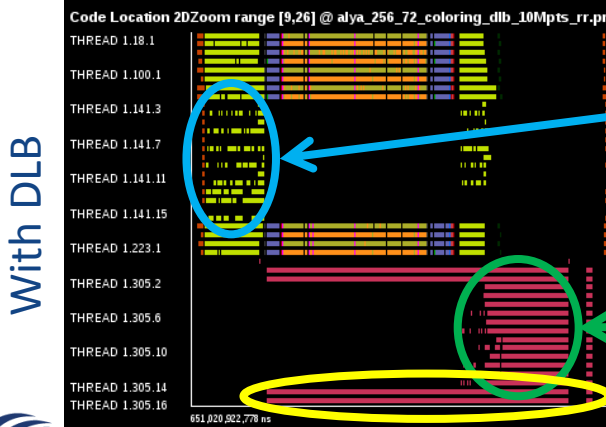 Code Location 2DZoom range [9,26] @ alya_256_72_coloring_dlb_10Mpts_rr.pr
THREAD 1.18.1
THREAD 1.100.1
THREAD 1.141.3
THREAD 1.141.7
THREAD 1.141.11
THREAD 1.141.15
THREAD 1.223.1
THREAD 1.305.2
THREAD 1.305.6
THREAD 1.305.10
THREAD 1.305.14
THREAD 1.305.16
651,020,922,778 ns
With DLB